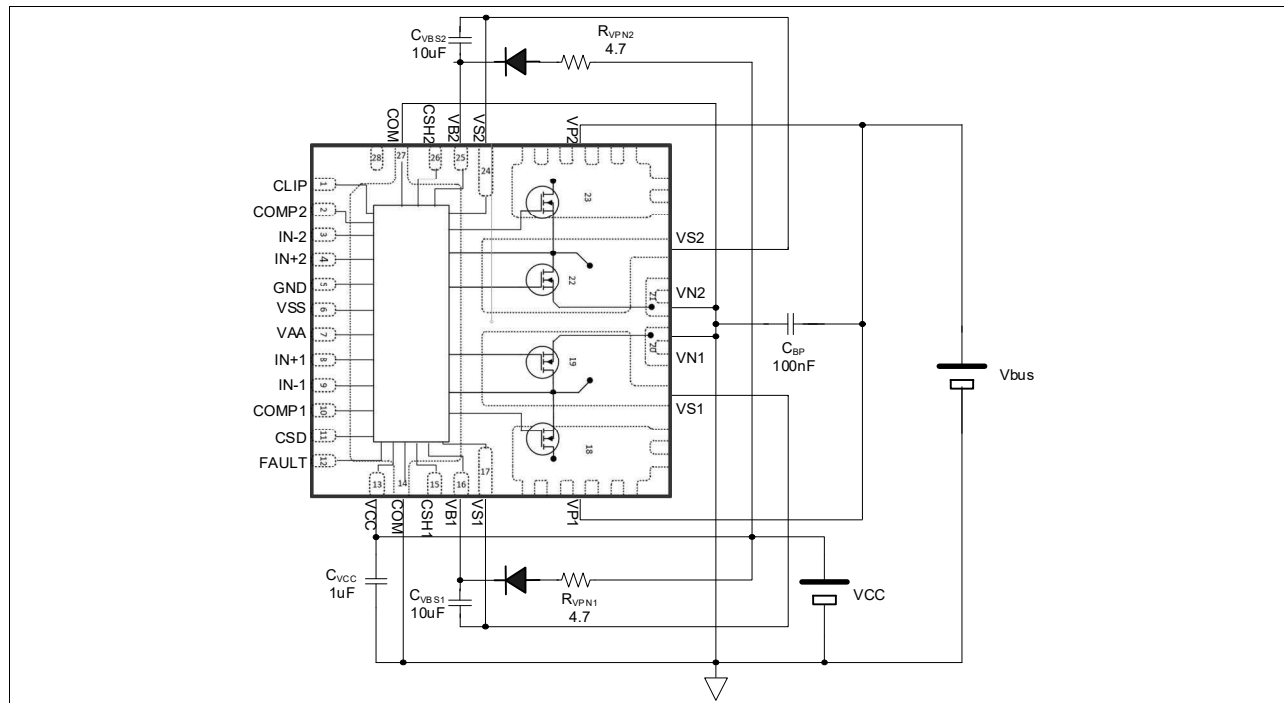 CVBS2
10uF
RVPN2
4.7
COM
CSH2
VB2
VS2
VP2
28
27
26
25
24
23
CLIP
1
COMP2
2
IN-2
3
IN+2
4
GND
5
VSS
6
VAA
7
IN+1
8
IN-1
9
COMP1
10
CSD
11
FAULT
12
22
21
VS2
VN2
20
VN1
19
VS1
18
CBP
100nF
Vbus
13
14
15
16
17
VCC
COM
CSH1
VB1
VS1
VP1
CVCC
1uF
CVBS1
10uF
RVPN1
4.7
VCC